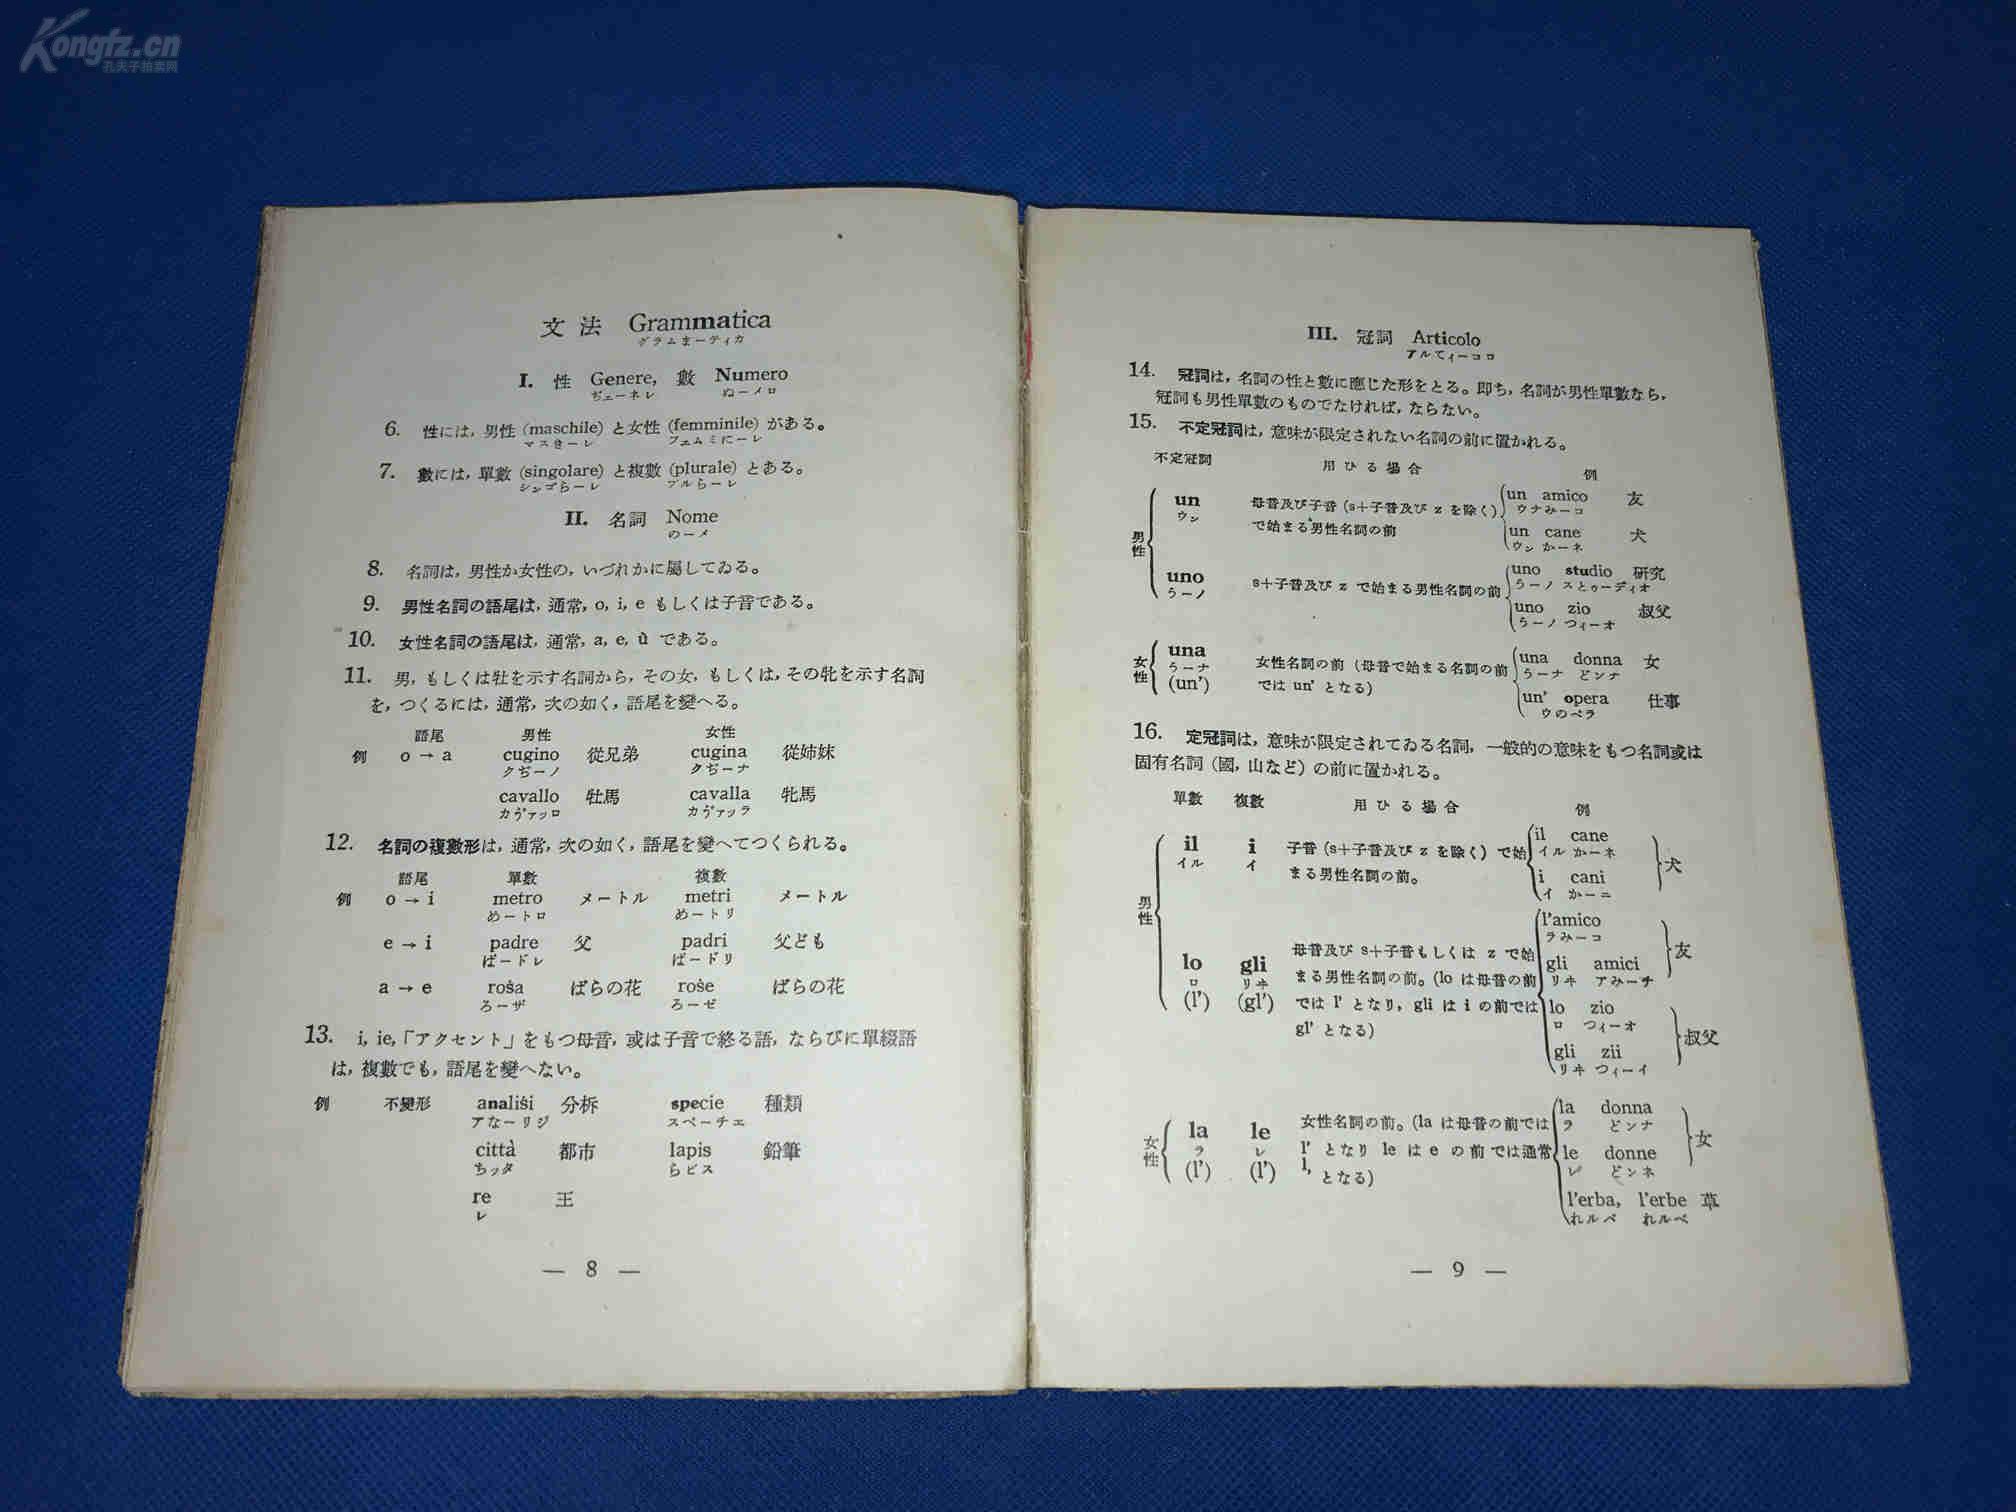 Kongfz.cn
孔夫子拍卖网
文法 Grammatica
グラムまーティカ
I. 性 Genere, 數 Numero
ぢェーネレ ぬーメロ
6. 性には, 男性 (maschile) と女性 (femminile) がある。
マスきーレ フェムミにーレ
7. 數には, 單數 (singolare) と複數 (plurale) とある。
シンゴらーレ プルらーレ
II. 名詞 Nome
のーメ
8. 名詞は, 男性か女性の, いづれかに屬してゐる。
9. 男性名詞の語尾は, 通常, o, i, e もしくは子音である。
10. 女性名詞の語尾は, 通常, a, e, ù である。
11. 男, もしくは牡を示す名詞から, その女, もしくは, その牝を示す名詞
を, つくるには, 通常, 次の如く, 語尾を變へる。
語尾 男性 女性
例 o → a cugino 從兄弟 cugina 從姉妹
クぢーノ クぢーナ
cavallo 牡馬 cavalla 牝馬
カゔァッロ カゔァッラ
12. 名詞の複數形は, 通常, 次の如く, 語尾を變へてつくられる。
語尾 單數 複數
例 o → i metro メートル metri メートル
めートロ めートリ
e → i padre 父 padri 父ども
ぱードレ ぱードリ
a → e roṡa ばらの花 roṡe ばらの花
ろーザ ろーゼ
13. i, ie,「アクセント」をもつ母音, 或は子音で終る語, ならびに單綴語
は, 複數でも, 語尾を變へない。
例 不變形 analiṡi 分柝 specie 種類
アなーリジ スペーチェ
città 都市 lapis 鉛筆
ちッタ らピス
re 王
レ
— 8 —
III. 冠詞 Articolo
アルてィーコロ
14. 冠詞は, 名詞の性と數に應じた形をとる。即ち, 名詞が男性單數なら,
冠詞も男性單數のものでなければ, ならない。
15. 不定冠詞は, 意味が限定されない名詞の前に置かれる。
不定冠詞 用ひる場合 例
男性 un 母音及び子音 (s+子音及び z を除く) un amico 友
ウン で始まる男性名詞の前 ウナみーコ
un cane 犬
ウン かーネ
uno s+子音及び z で始まる男性名詞の前 uno studio 研究
うーノ うーノ スとゥーディオ
uno zio 叔父
うーノ つィーオ
女性 una 女性名詞の前 (母音で始まる名詞の前 una donna 女
うーナ うーナ どンナ
(un') では un' となる) un' opera 仕事
ウのペラ
16. 定冠詞は, 意味が限定されてゐる名詞, 一般的の意味をもつ名詞或は
固有名詞 (國, 山など) の前に置かれる。
單數 複數 用ひる場合 例
男性 il i 子音 (s+子音及び z を除く) で始 il cane 犬
イル イ まる男性名詞の前。 イル かーネ
i cani
イ かーニ
l'amico 友
ラみーコ
lo gli 母音及び s+子音もしくは z で始 gli amici
ロ リヰ まる男性名詞の前。(lo は母音の前 リヰ アみーチ
(l') (gl') では l' となり, gli は i の前では lo zio 叔父
gl' となる) ロ つィーオ
gli zii
リヰ つィーイ
女性 la le 女性名詞の前。(la は母音の前では la donna 女
ラ レ l' となり le は e の前では通常 ラ どンナ
(l') (l') l' となる) le donne
レ どンネ
l'erba, l'erbe 草
れルバ れルベ
— 9 —